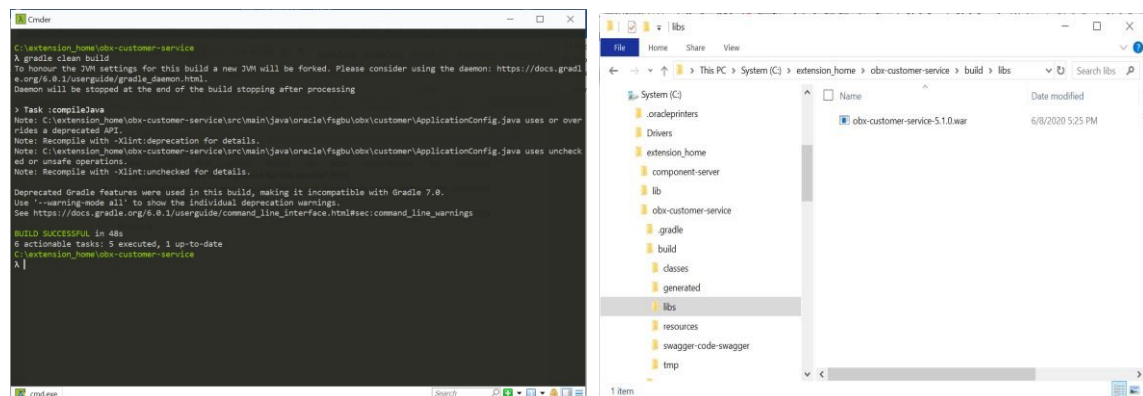 Cmder
C:\extension_home\obx-customer-service
λ gradle clean build
To honour the JVM settings for this build a new JVM will be forked. Please consider using the daemon: https://docs.gradl
e.org/6.0.1/userguide/gradle_daemon.html.
Daemon will be stopped at the end of the build stopping after processing
> Task :compileJava
Note: C:\extension_home\obx-customer-service\src\main\java\oracle\fsgbu\obx\customer\ApplicationConfig.java uses or over
rides a deprecated API.
Note: Recompile with -Xlint:deprecation for details.
Note: C:\extension_home\obx-customer-service\src\main\java\oracle\fsgbu\obx\customer\ApplicationConfig.java uses uncheck
ed or unsafe operations.
Note: Recompile with -Xlint:unchecked for details.
Deprecated Gradle features were used in this build, making it incompatible with Gradle 7.0.
Use '--warning-mode all' to show the individual deprecation warnings.
See https://docs.gradle.org/6.0.1/userguide/command_line_interface.html#sec:command_line_warnings
BUILD SUCCESSFUL in 48s
6 actionable tasks: 5 executed, 1 up-to-date
C:\extension_home\obx-customer-service
λ
cmd.exe
Search
libs
File Home Share View
This PC > System (C:) > extension_home > obx-customer-service > build > libs
Search libs
System (C:)
.oracleprinters
Drivers
extension_home
component-server
lib
obx-customer-service
.gradle
build
classes
generated
libs
resources
swagger-code-swagger
tmp
Name Date modified
obx-customer-service-5.1.0.war 6/8/2020 5:25 PM
1 item